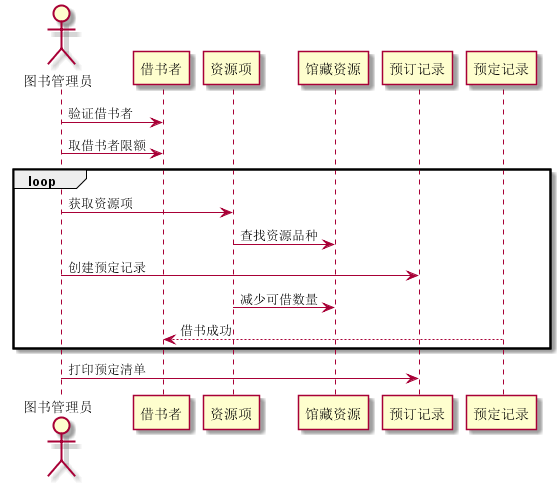 图书管理员
借书者
资源项
馆藏资源
预订记录
预定记录
验证借书者
取借书者限额
loop
获取资源项
查找资源品种
创建预定记录
减少可借数量
借书成功
打印预定清单
图书管理员
借书者
资源项
馆藏资源
预订记录
预定记录